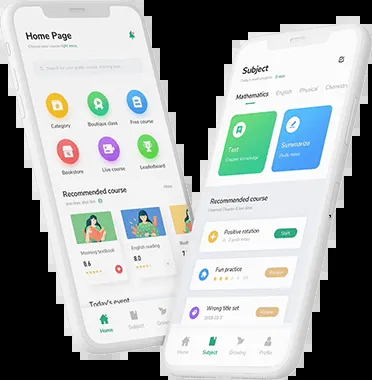 Home Page
Category
Boutique class
Free course
Bookstore
Live course
Leaderboard
Recommended course
More
Morning textbook
English reading
8.6
8.0
Today's event
Home
Subject
Growing
Subject
Mathematics
English
Physical
Chemistry
Test
Summarize
Recommended course
Positive rotation
Start
Fun practice
Wrong title set
Home
Subject
Growing
Profile